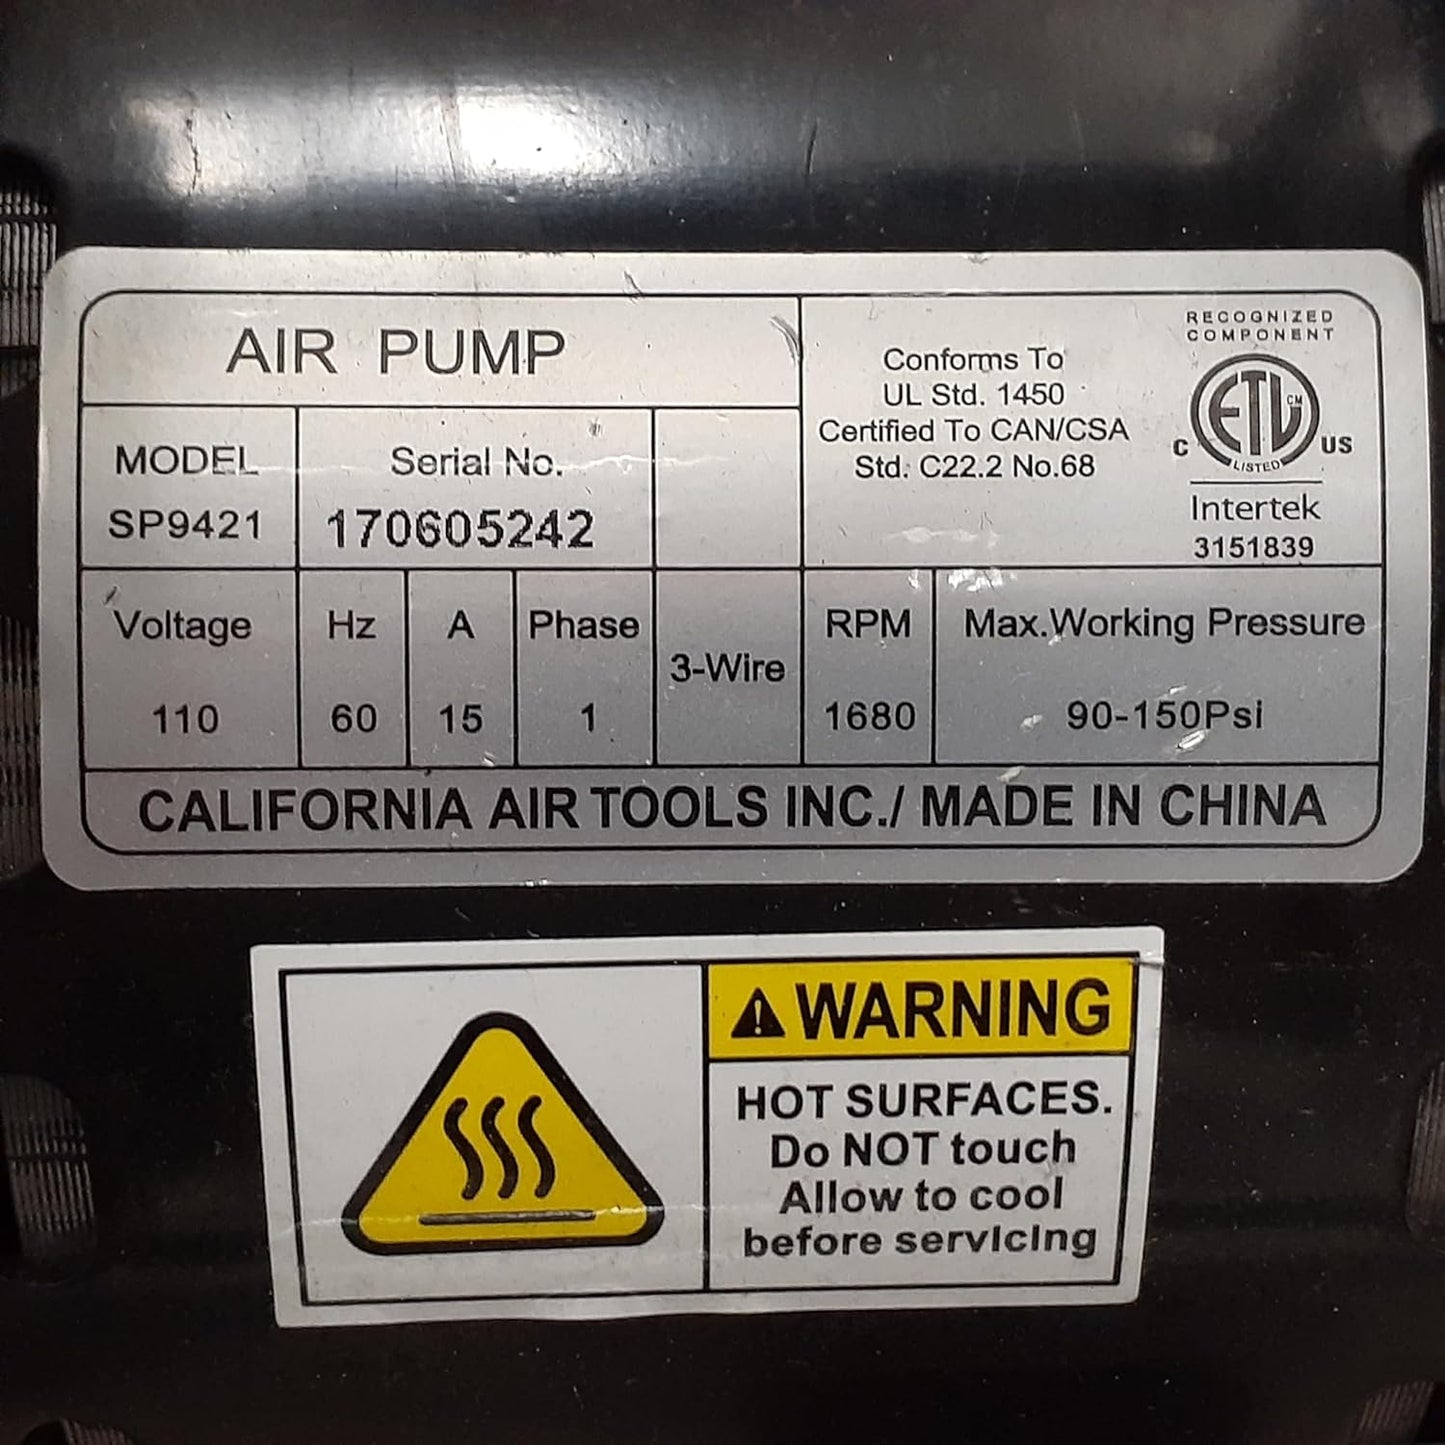 AIR PUMP
MODEL
SP9421
Serial No.
170605242
Conforms To
UL Std. 1450
Certified To CAN/CSA
Std. C22.2 No.68
RECOGNIZED
COMPONENT
C ETL CM US
LISTED
Intertek
3151839
Voltage
110
Hz
60
A
15
Phase
1
3-Wire
RPM
1680
Max.Working Pressure
90-150Psi
CALIFORNIA AIR TOOLS INC./ MADE IN CHINA
WARNING
HOT SURFACES.
Do NOT touch
Allow to cool
before servicing